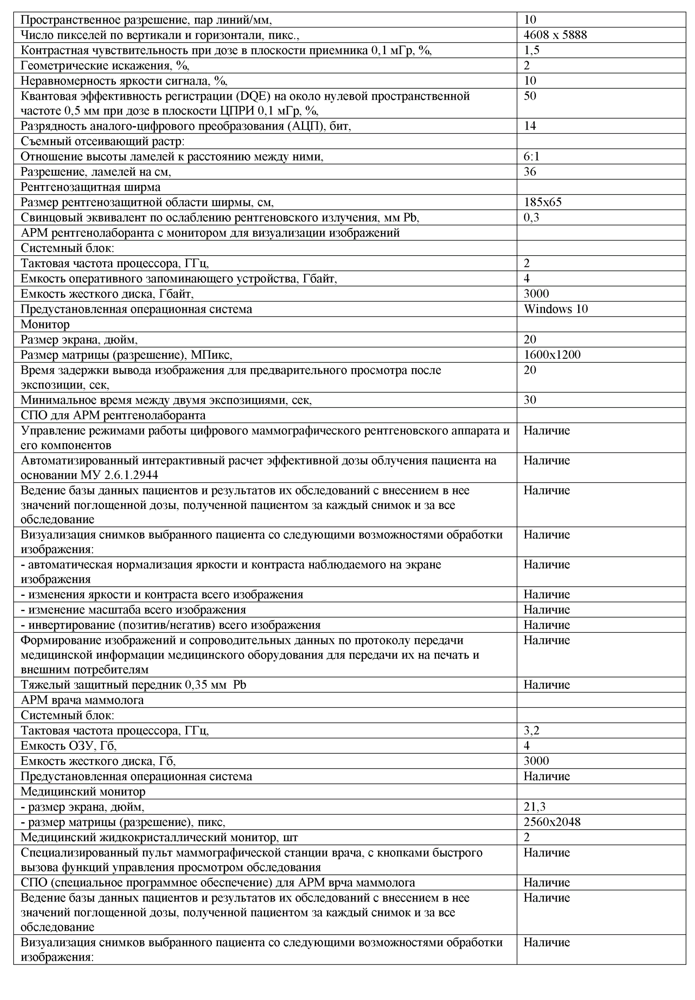 Пространственное разрешение, пар линий/мм, 10
Число пикселей по вертикали и горизонтали, пикс., 4608 x 5888
Контрастная чувствительность при дозе в плоскости приемника 0,1 мГр, %, 1,5
Геометрические искажения, %, 2
Неравномерность яркости сигнала, %, 10
Квантовая эффективность регистрации (DQE) на около нулевой пространственной 50
частоте 0,5 мм при дозе в плоскости ЦПРИ 0,1 мГр, %,
Разрядность аналого-цифрового преобразования (АЦП), бит, 14
Съемный отсеивающий растр:
Отношение высоты ламелей к расстоянию между ними, 6:1
Разрешение, ламелей на см, 36
Рентгенозащитная ширма
Размер рентгенозащитной области ширмы, см, 185x65
Свинцовый эквивалент по ослаблению рентгеновского излучения, мм Pb, 0,3
АРМ рентгенолаборанта с монитором для визуализации изображений
Системный блок:
Тактовая частота процессора, ГГц, 2
Емкость оперативного запоминающего устройства, Гбайт, 4
Емкость жесткого диска, Гбайт, 3000
Предустановленная операционная система Windows 10
Монитор
Размер экрана, дюйм, 20
Размер матрицы (разрешение), МПикс, 1600x1200
Время задержки вывода изображения для предварительного просмотра после 20
экспозиции, сек,
Минимальное время между двумя экспозициями, сек, 30
СПО для АРМ рентгенолаборанта
Управление режимами работы цифрового маммографического рентгеновского аппарата и Наличие
его компонентов
Автоматизированный интерактивный расчет эффективной дозы облучения пациента на Наличие
основании МУ 2.6.1.2944
Ведение базы данных пациентов и результатов их обследований с внесением в нее Наличие
значений поглощенной дозы, полученной пациентом за каждый снимок и за все
обследование
Визуализация снимков выбранного пациента со следующими возможностями обработки Наличие
изображения:
- автоматическая нормализация яркости и контраста наблюдаемого на экране Наличие
изображения
- изменения яркости и контраста всего изображения Наличие
- изменение масштаба всего изображения Наличие
- инвертирование (позитив/негатив) всего изображения Наличие
Формирование изображений и сопроводительных данных по протоколу передачи Наличие
медицинской информации медицинского оборудования для передачи их на печать и
внешним потребителям
Тяжелый защитный передник 0,35 мм Pb Наличие
АРМ врача маммолога
Системный блок:
Тактовая частота процессора, ГГц, 3,2
Емкость ОЗУ, Гб, 4
Емкость жесткого диска, Гб, 3000
Предустановленная операционная система Наличие
Медицинский монитор
- размер экрана, дюйм, 21,3
- размер матрицы (разрешение), пикс, 2560x2048
Медицинский жидкокристаллический монитор, шт 2
Специализированный пульт маммографической станции врача, с кнопками быстрого Наличие
вызова функций управления просмотром обследования
СПО (специальное программное обеспечение) для АРМ врча маммолога Наличие
Ведение базы данных пациентов и результатов их обследований с внесением в нее Наличие
значений поглощенной дозы, полученной пациентом за каждый снимок и за все
обследование
Визуализация снимков выбранного пациента со следующими возможностями обработки Наличие
изображения: